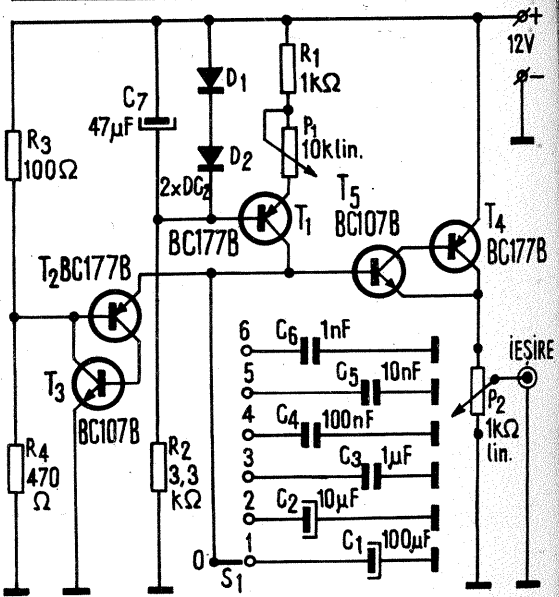 +
12V
−
R1
1kΩ
D1
C7
47µF
P1
10k lin.
R3
100Ω
D2
2xDC2
T1
T5
BC107B
T4
BC177B
BC177B
T2 BC177B
6
C6
1nF
5
C5
10nF
IEŞIRE
4
C4
100nF
P2
1kΩ
lin.
T3
BC107B
3
C3
1µF
R4
470
Ω
R2
3,3
kΩ
2
C2
10µF
1
C1
100µF
0
S1